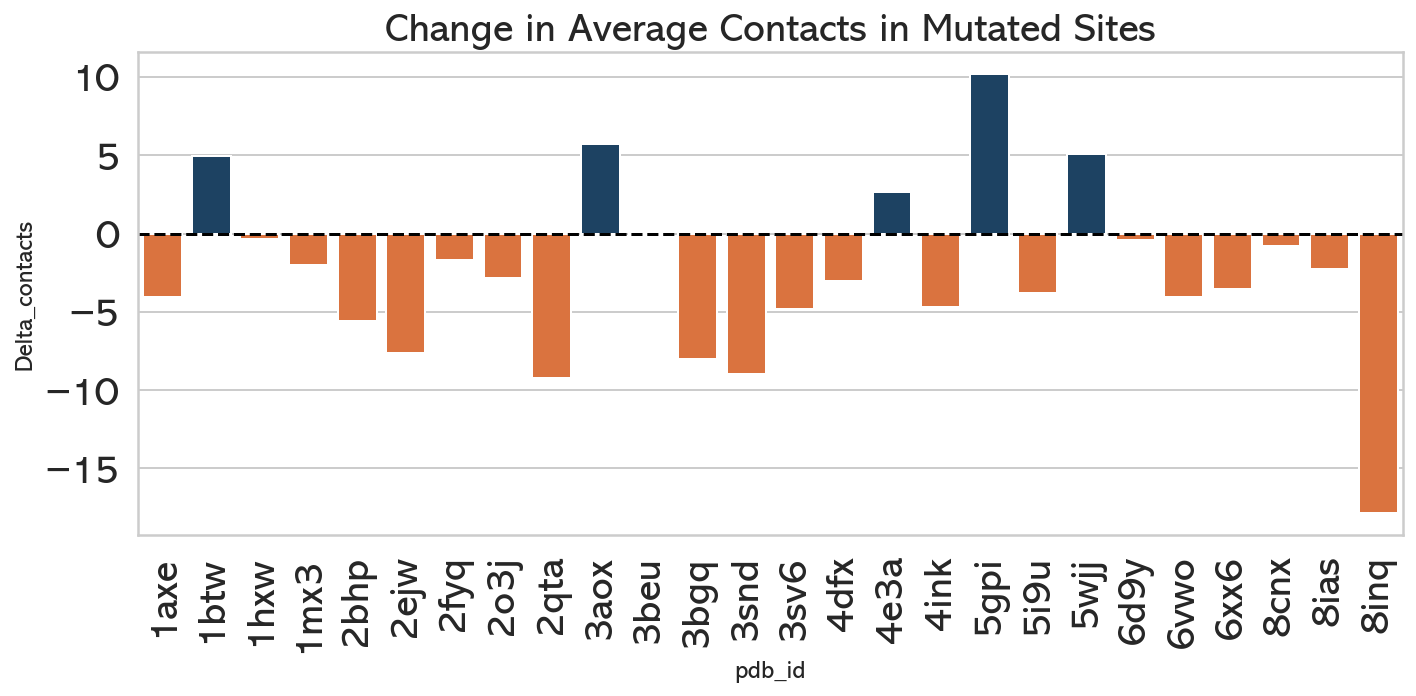 Change in Average Contacts in Mutated Sites
10
5
0
−5
−10
−15
Delta_contacts
1axe
1btw
1hxw
1mx3
2bhp
2ejw
2fyq
2o3j
2qta
3aox
3beu
3bgq
3snd
3sv6
4dfx
4e3a
4ink
5gpi
5i9u
5wjj
6d9y
6vwo
6xx6
8cnx
8ias
8inq
pdb_id